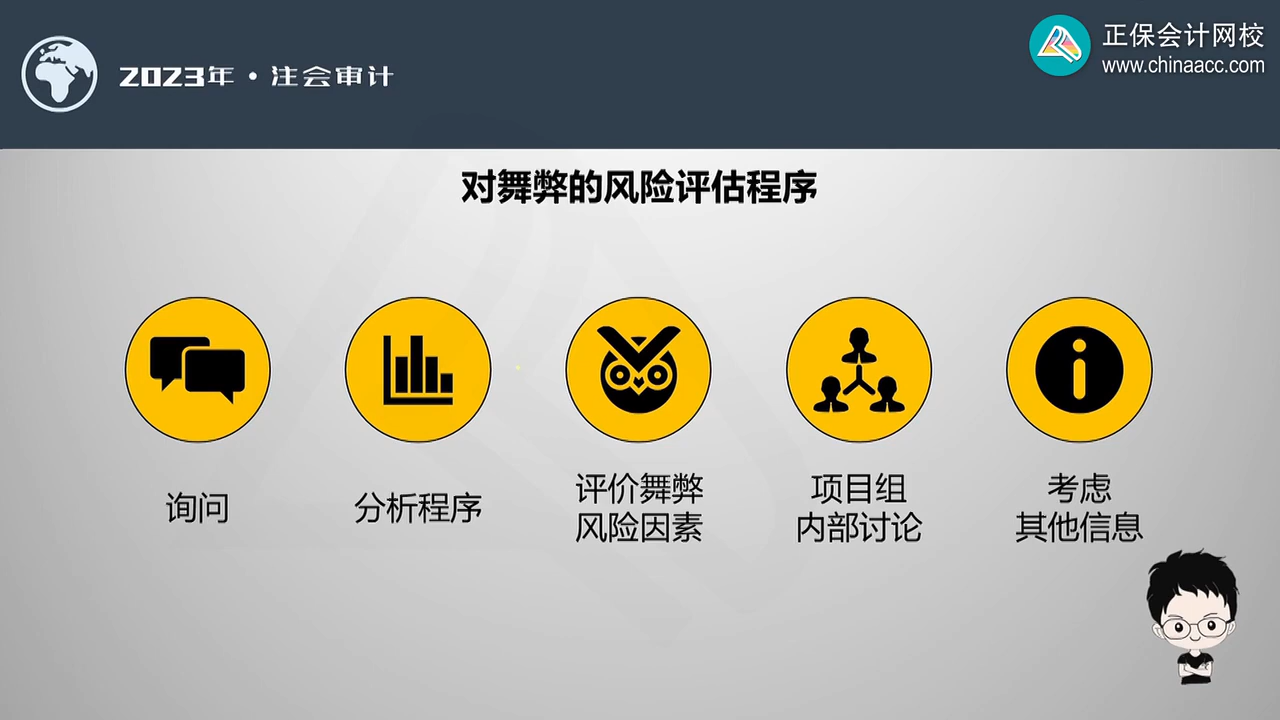 正保会计网校
www.chinaacc.com
2023年·注会审计
对舞弊的风险评估程序
询问
分析程序
评价舞弊
风险因素
项目组
内部讨论
考虑
其他信息